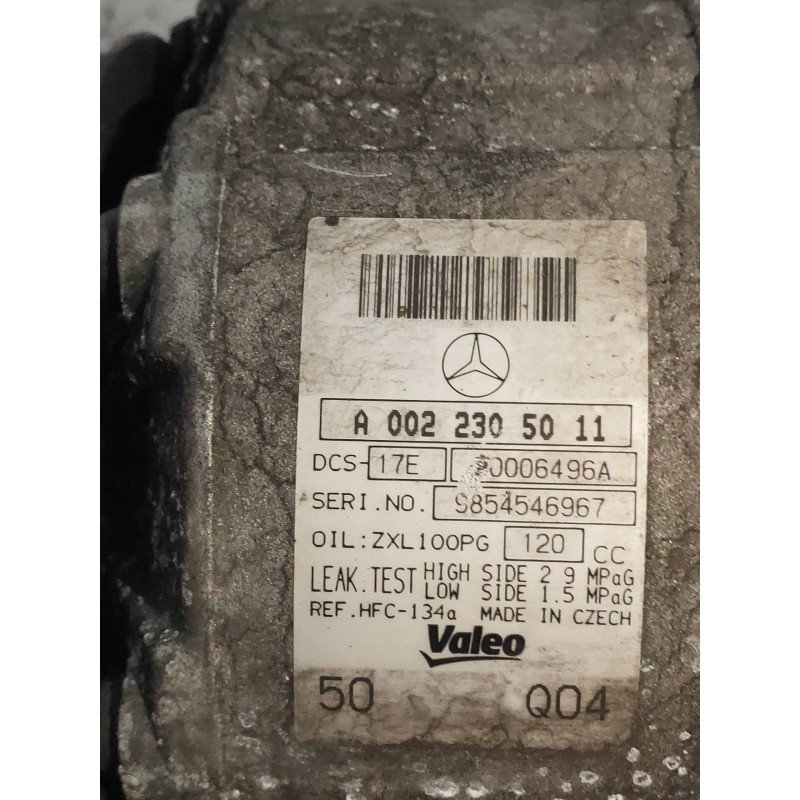 A 002 230 50 11
DCS-17E
SERI.NO. 9854546967
OIL:ZXL100PG 120 CC
LEAK.TEST HIGH SIDE 2 9 MPaG
LOW SIDE 1.5 MPaG
REF.HFC-134a MADE IN CZECH
Valeo
50 Q04